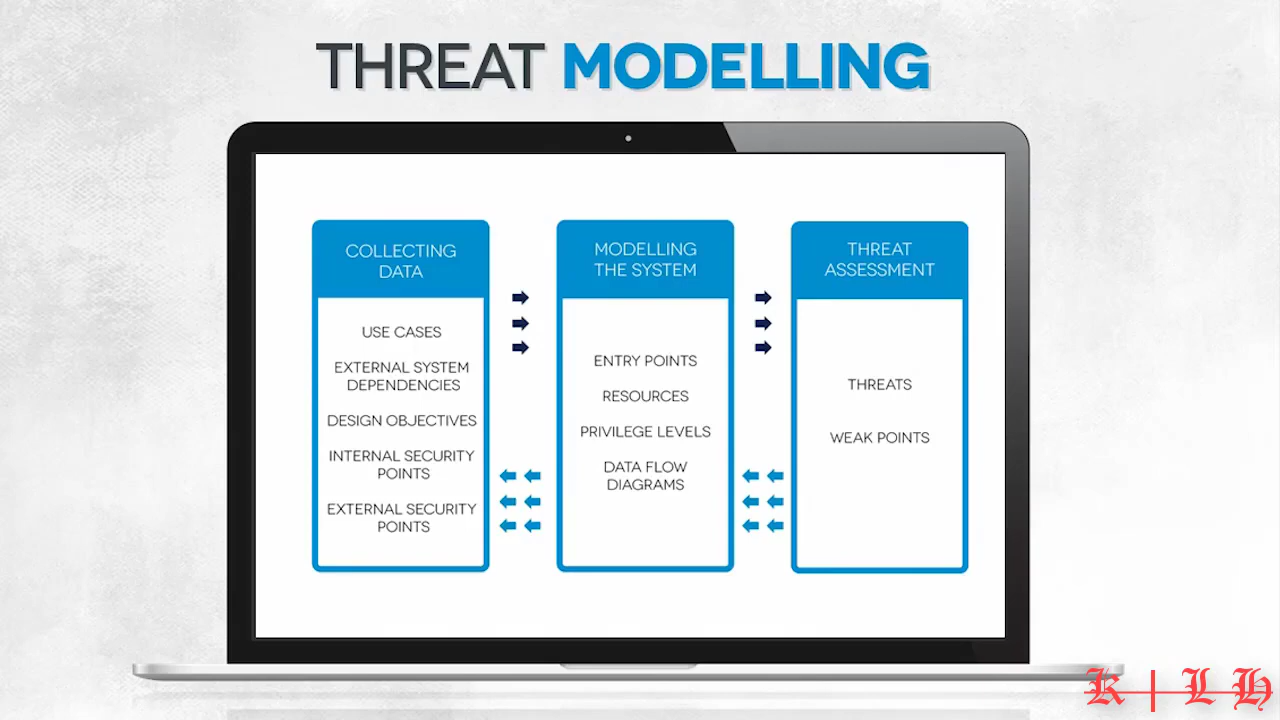 THREAT MODELLING
COLLECTING
DATA
USE CASES
EXTERNAL SYSTEM
DEPENDENCIES
DESIGN OBJECTIVES
INTERNAL SECURITY
POINTS
EXTERNAL SECURITY
POINTS
MODELLING
THE SYSTEM
ENTRY POINTS
RESOURCES
PRIVILEGE LEVELS
DATA FLOW
DIAGRAMS
THREAT
ASSESSMENT
THREATS
WEAK POINTS
K | L H